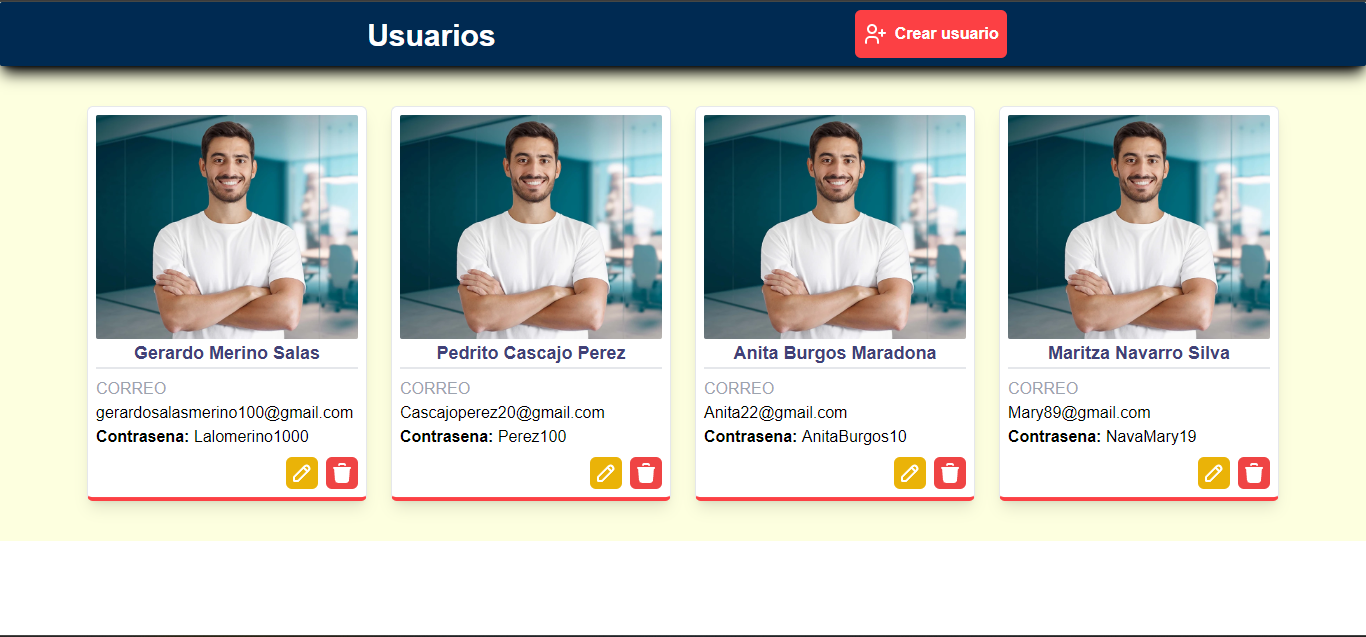 Usuarios
Crear usuario
Gerardo Merino Salas
CORREO
gerardosalasmerino100@gmail.com
Contrasena: Lalomerino1000
Pedrito Cascajo Perez
CORREO
Cascajoperez20@gmail.com
Contrasena: Perez100
Anita Burgos Maradona
CORREO
Anita22@gmail.com
Contrasena: AnitaBurgos10
Maritza Navarro Silva
CORREO
Mary89@gmail.com
Contrasena: NavaMary19